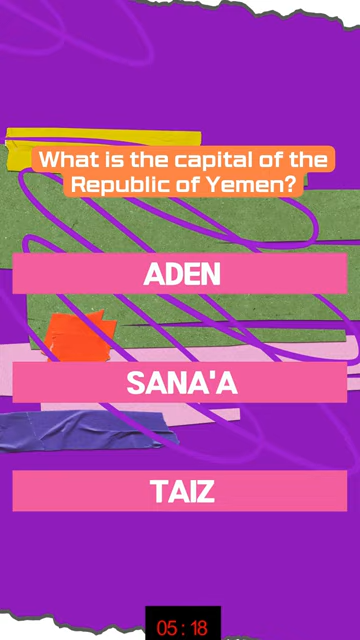 What is the capital of the
Republic of Yemen?
ADEN
SANA'A
TAIZ
05:18